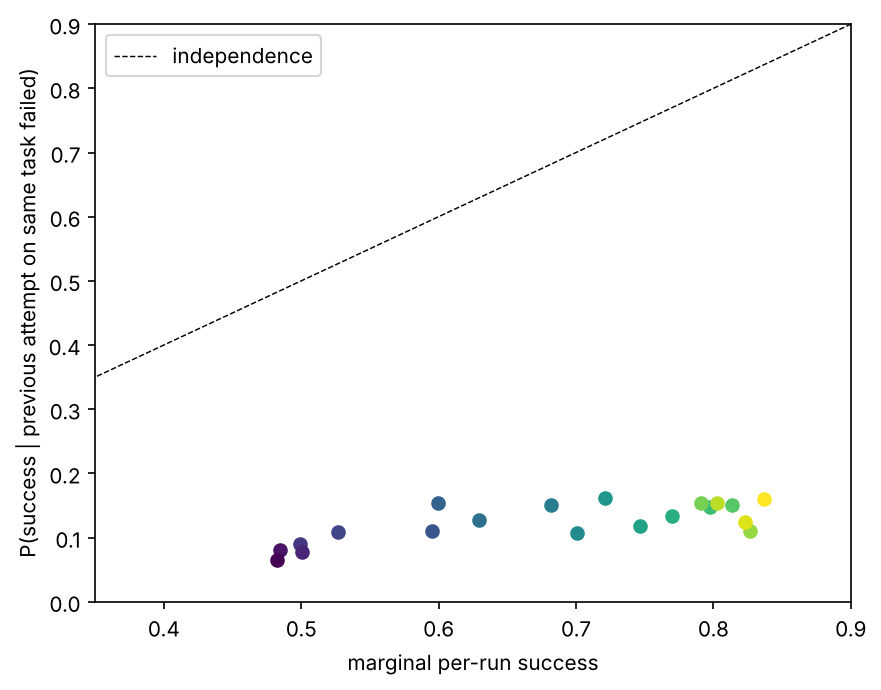 independence
P(success | previous attempt on same task failed)
0.9
0.8
0.7
0.6
0.5
0.4
0.3
0.2
0.1
0.0
0.4 0.5 0.6 0.7 0.8 0.9
marginal per-run success